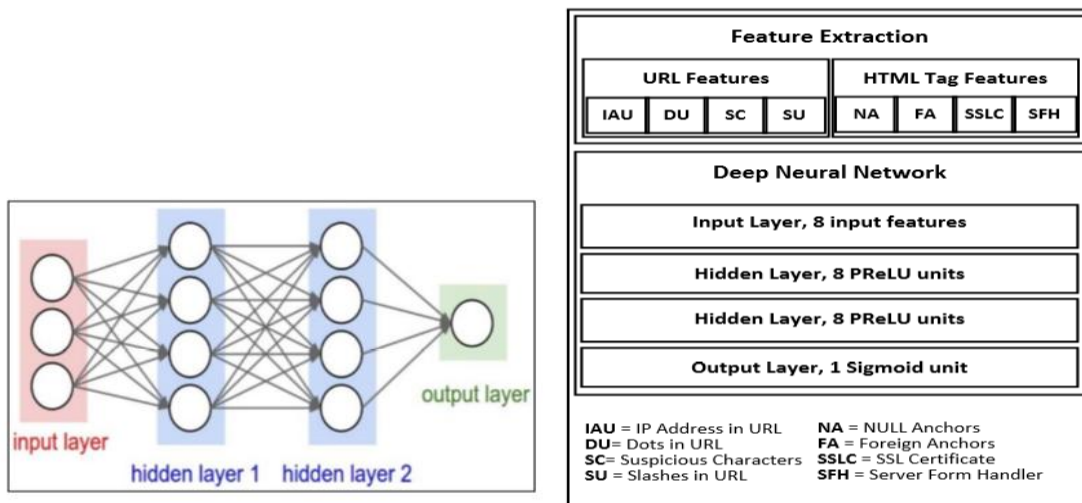 input layer
hidden layer 1 hidden layer 2
output layer
Feature Extraction
URL Features HTML Tag Features
IAU DU SC SU NA FA SSLC SFH
Deep Neural Network
Input Layer, 8 input features
Hidden Layer, 8 PReLU units
Hidden Layer, 8 PReLU units
Output Layer, 1 Sigmoid unit
IAU = IP Address in URL NA = NULL Anchors
DU= Dots in URL FA = Foreign Anchors
SC= Suspicious Characters SSLC = SSL Certificate
SU = Slashes in URL SFH = Server Form Handler